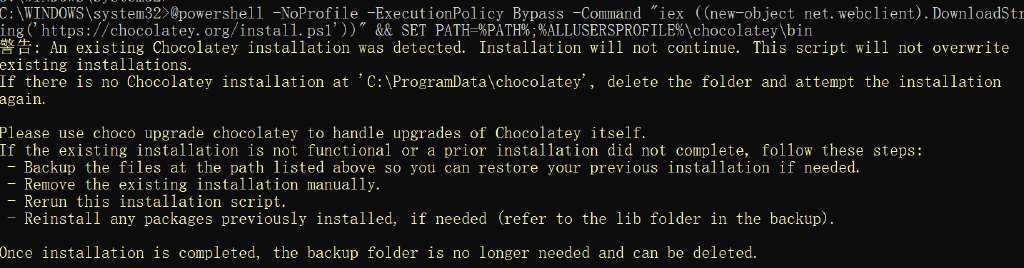 C:\WINDOWS\system32>@powershell -NoProfile -ExecutionPolicy Bypass -Command "iex ((new-object net.webclient).DownloadStr
ing('https://chocolatey.org/install.ps1'))" && SET PATH=%PATH%;%ALLUSERSPROFILE%\chocolatey\bin
警告: An existing Chocolatey installation was detected. Installation will not continue. This script will not overwrite
existing installations.
If there is no Chocolatey installation at 'C:\ProgramData\chocolatey', delete the folder and attempt the installation
again.
Please use choco upgrade chocolatey to handle upgrades of Chocolatey itself.
If the existing installation is not functional or a prior installation did not complete, follow these steps:
- Backup the files at the path listed above so you can restore your previous installation if needed.
- Remove the existing installation manually.
- Rerun this installation script.
- Reinstall any packages previously installed, if needed (refer to the lib folder in the backup).
Once installation is completed, the backup folder is no longer needed and can be deleted.